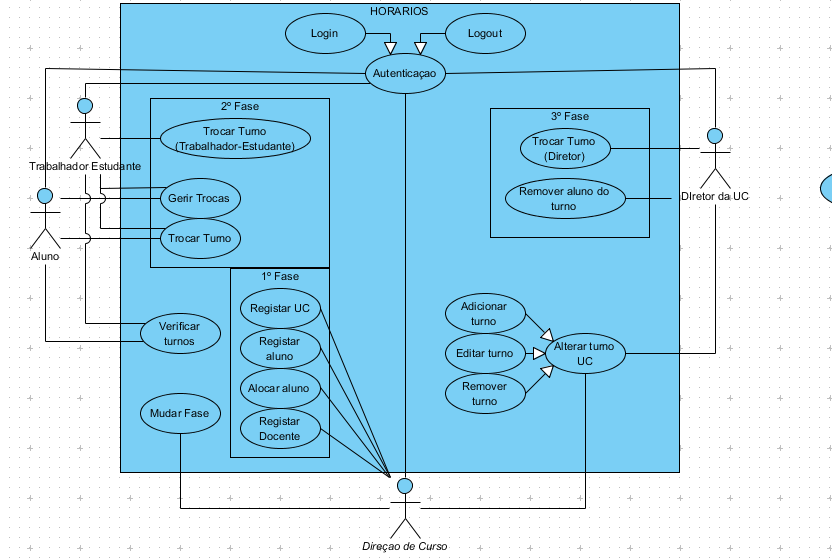 HORARIOS
Login
Logout
Autenticaçao
2º Fase
Trocar Turno
(Trabalhador-Estudante)
Gerir Trocas
Trocar Turno
3º Fase
Trocar Turno
(Diretor)
Remover aluno do
turno
Trabalhador Estudante
Aluno
DIretor da UC
1º Fase
Registar UC
Registar
aluno
Alocar aluno
Registar
Docente
Verificar
turnos
Mudar Fase
Adicionar
turno
Editar turno
Remover
turno
Alterar turno
UC
Direçao de Curso